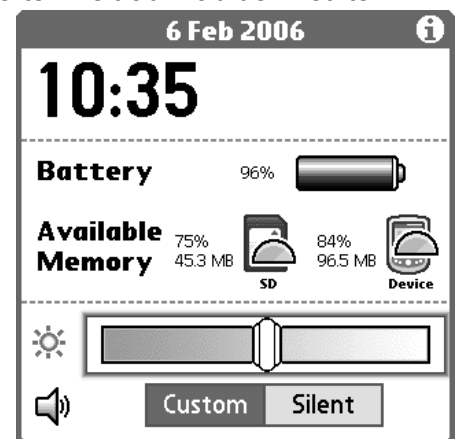 6 Feb 2006
10:35
Battery 96%
Available Memory
75%
45.3 MB
SD
84%
96.5 MB
Device
Custom Silent